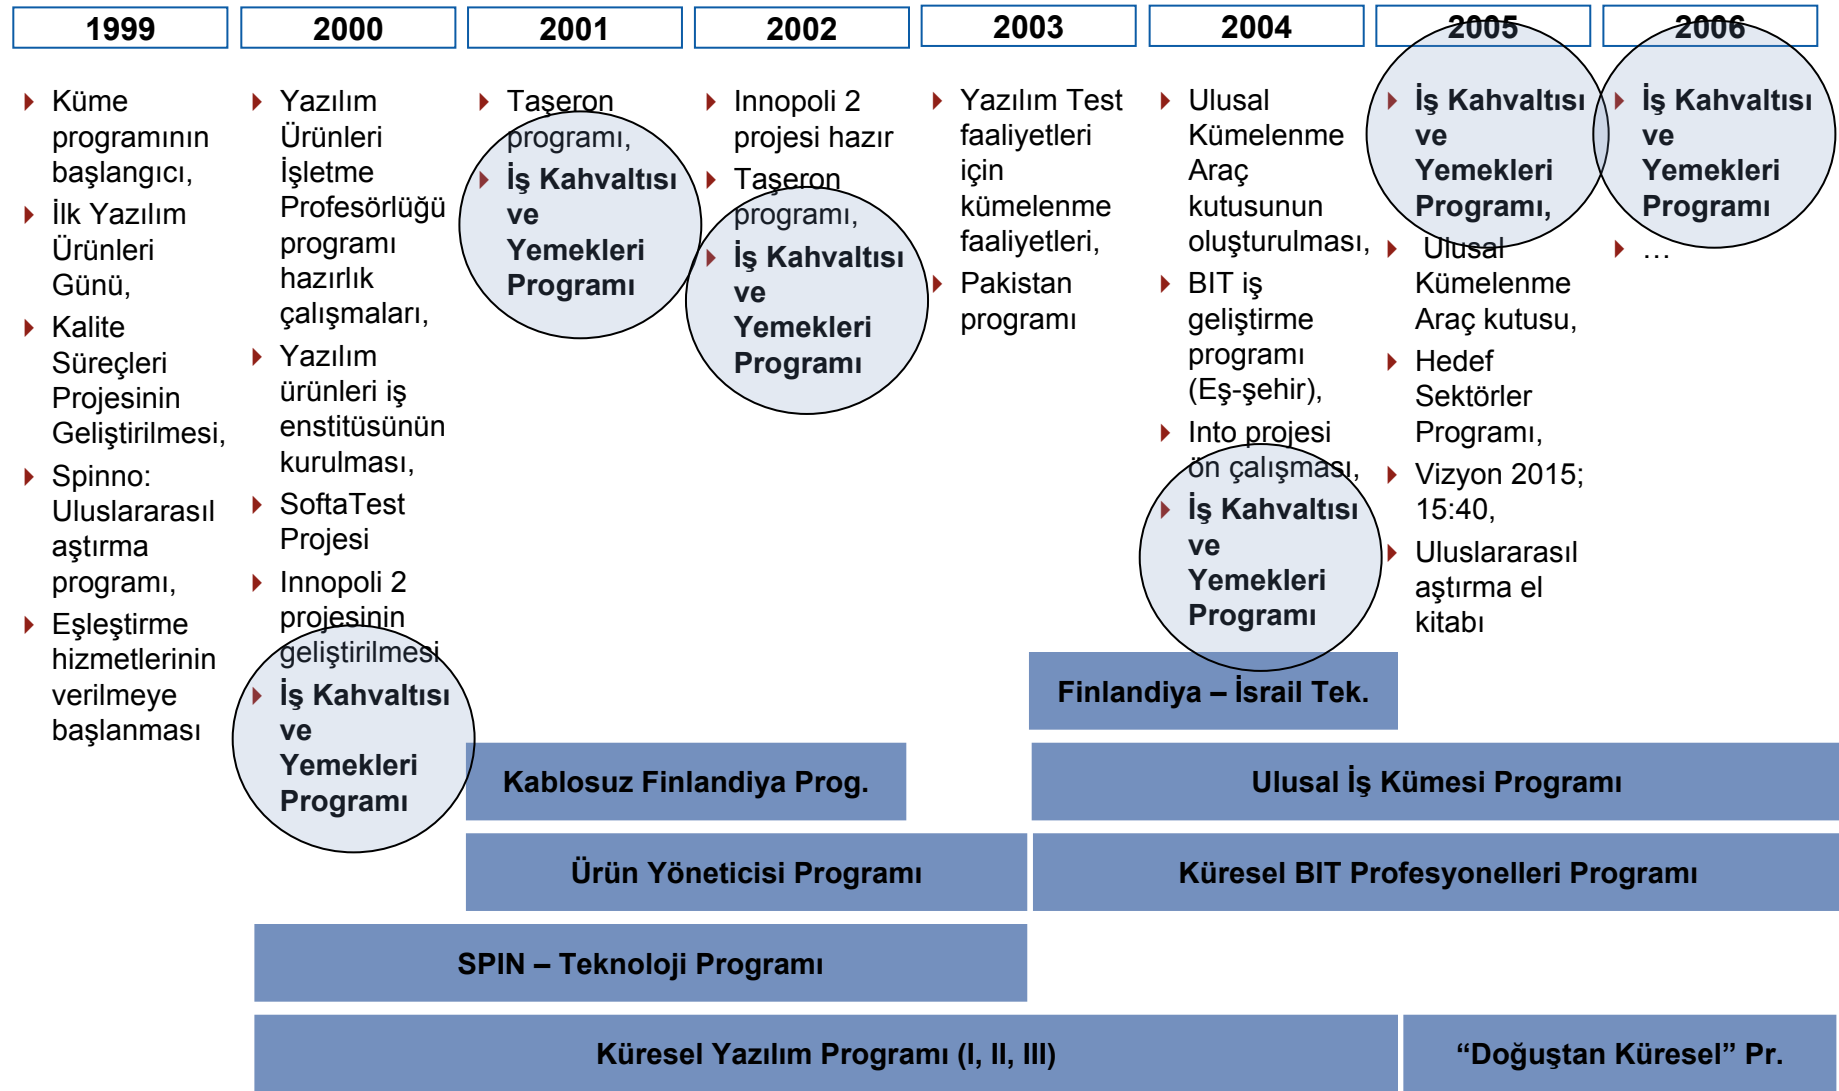 1999
2000
2001
2002
2003
2004
2005
2006
Küme
programının
başlangıcı,
İlk Yazılım
Ürünleri
Günü,
Kalite
Süreçleri
Projesinin
Geliştirilmesi,
Spinno:
Uluslararasıl
aştırma
programı,
Eşleştirme
hizmetlerinin
verilmeye
başlanması
Yazılım
Ürünleri
İşletme
Profesörlüğü
programı
hazırlık
çalışmaları,
Yazılım
ürünleri iş
enstitüsünün
kurulması,
SoftaTest
Projesi
Innopoli 2
projesinin
geliştirilmesi
İş Kahvaltısı
ve
Yemekleri
Programı
Taşeron
programı,
İş Kahvaltısı
ve
Yemekleri
Programı
Innopoli 2
projesi hazır
Taşeron
programı,
İş Kahvaltısı
ve
Yemekleri
Programı
Yazılım Test
faaliyetleri
için
kümelenme
faaliyetleri,
Pakistan
programı
Ulusal
Kümelenme
Araç
kutusunun
oluşturulması,
BIT iş
geliştirme
programı
(Eş-şehir),
Into projesi
ön çalışması,
İş Kahvaltısı
ve
Yemekleri
Programı
İş Kahvaltısı
ve
Yemekleri
Programı,
Ulusal
Kümelenme
Araç kutusu,
Hedef
Sektörler
Programı,
Vizyon 2015;
15:40,
Uluslararasıl
aştırma el
kitabı
İş Kahvaltısı
ve
Yemekleri
Programı
…
Finlandiya – İsrail Tek.
Kablosuz Finlandiya Prog.
Ulusal İş Kümesi Programı
Ürün Yöneticisi Programı
Küresel BIT Profesyonelleri Programı
SPIN – Teknoloji Programı
Küresel Yazılım Programı (I, II, III)
“Doğuştan Küresel” Pr.